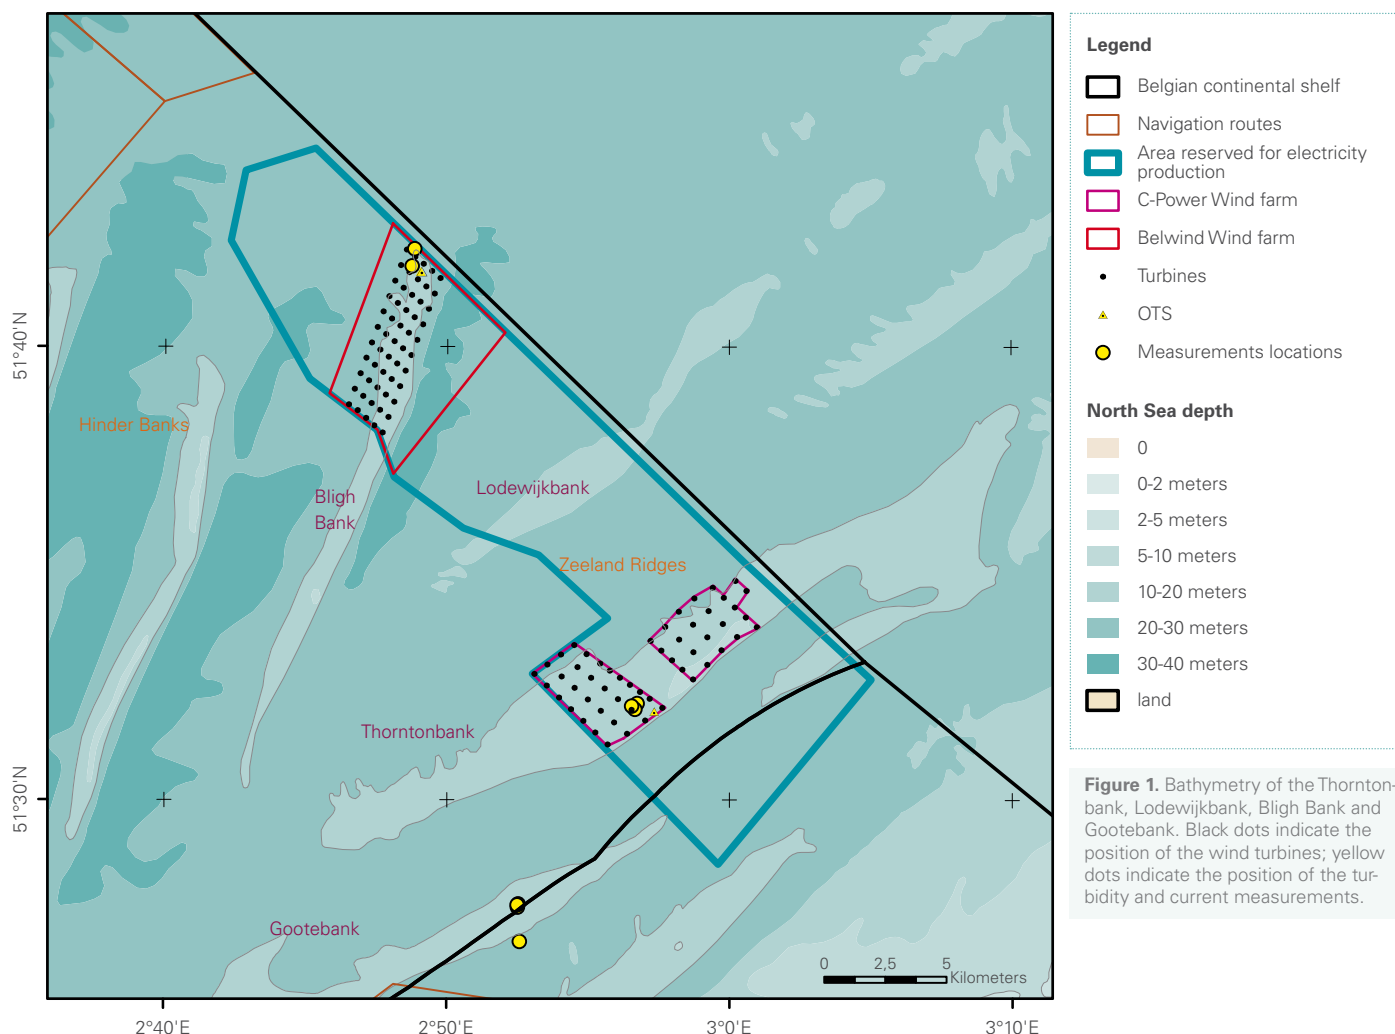 51°40'N
51°30'N
Hinder Banks
Bligh
Bank
Lodewijkbank
Zeeland Ridges
Thorntonbank
Gootebank
0 2,5 5
Kilometers
2°40'E 2°50'E 3°0'E 3°10'E
Legend
Belgian continental shelf
Navigation routes
Area reserved for electricity
production
C-Power Wind farm
Belwind Wind farm
Turbines
OTS
Measurements locations
North Sea depth
0
0-2 meters
2-5 meters
5-10 meters
10-20 meters
20-30 meters
30-40 meters
land
Figure 1. Bathymetry of the Thornton-
bank, Lodewijkbank, Bligh Bank and
Gootebank. Black dots indicate the
position of the wind turbines; yellow
dots indicate the position of the tur-
bidity and current measurements.